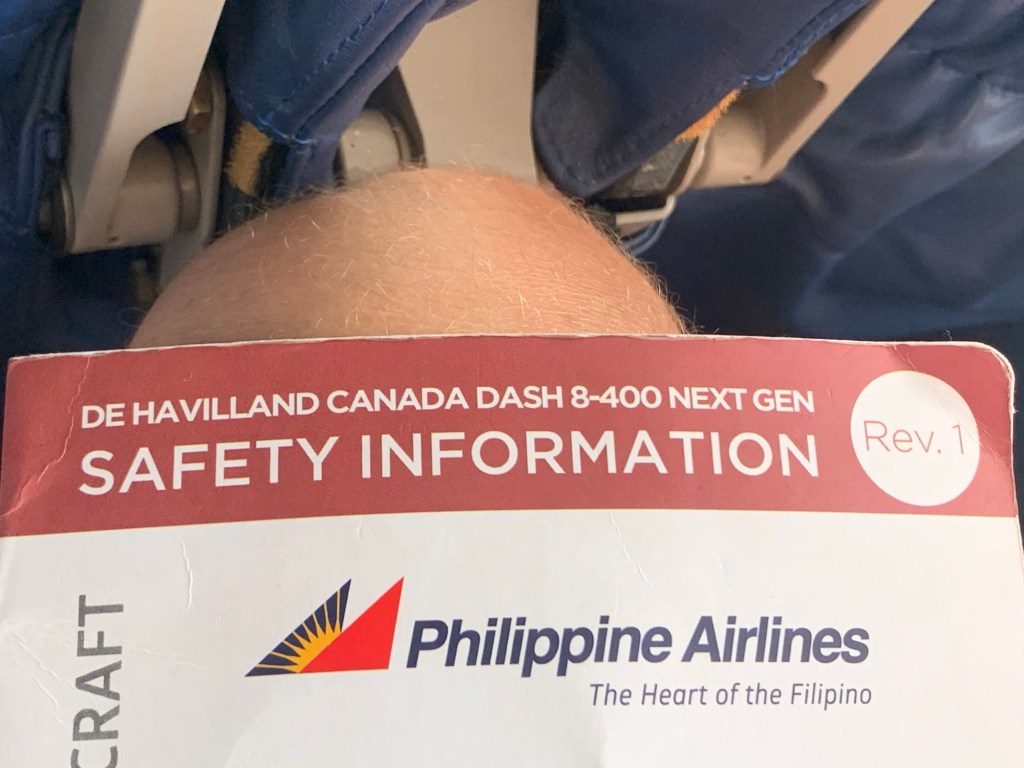 DE HAVILLAND CANADA DASH 8-400 NEXT GEN
SAFETY INFORMATION
Rev. 1
Philippine Airlines
The Heart of the Filipino